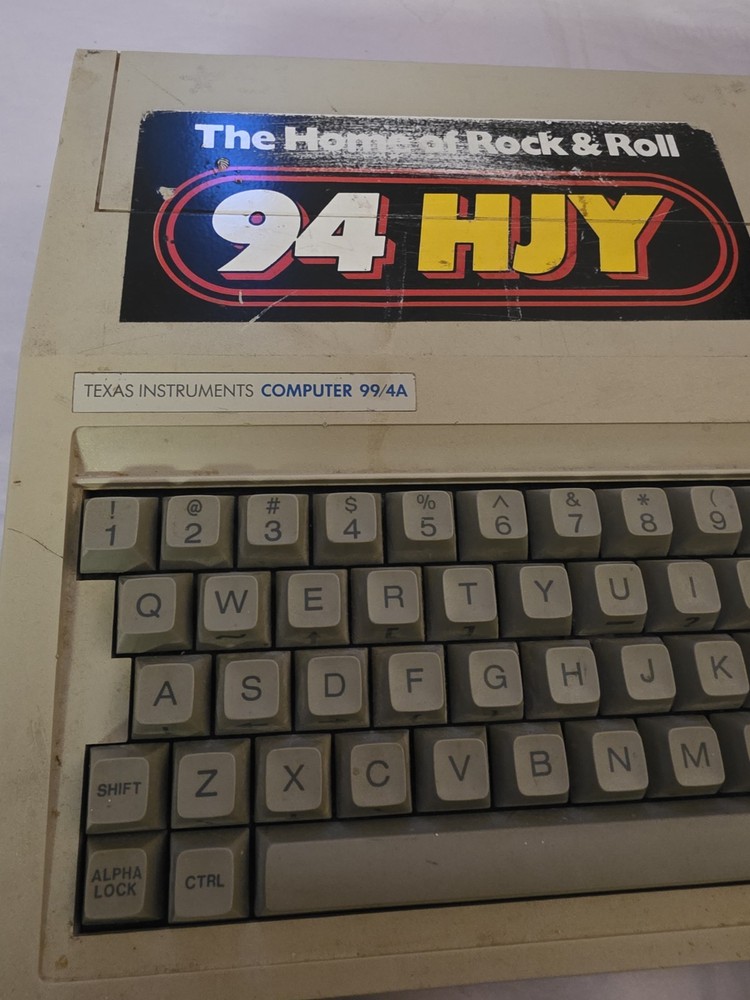 The Home of Rock & Roll
94 HJY
TEXAS INSTRUMENTS COMPUTER 99/4A
! @ # $ % ^ & * (
1 2 3 4 5 6 7 8 9
Q W E R T Y U I
~ [ ] _ ?
A S D F G H J K
SHIFT Z X C V B N M
ALPHA
LOCK CTRL